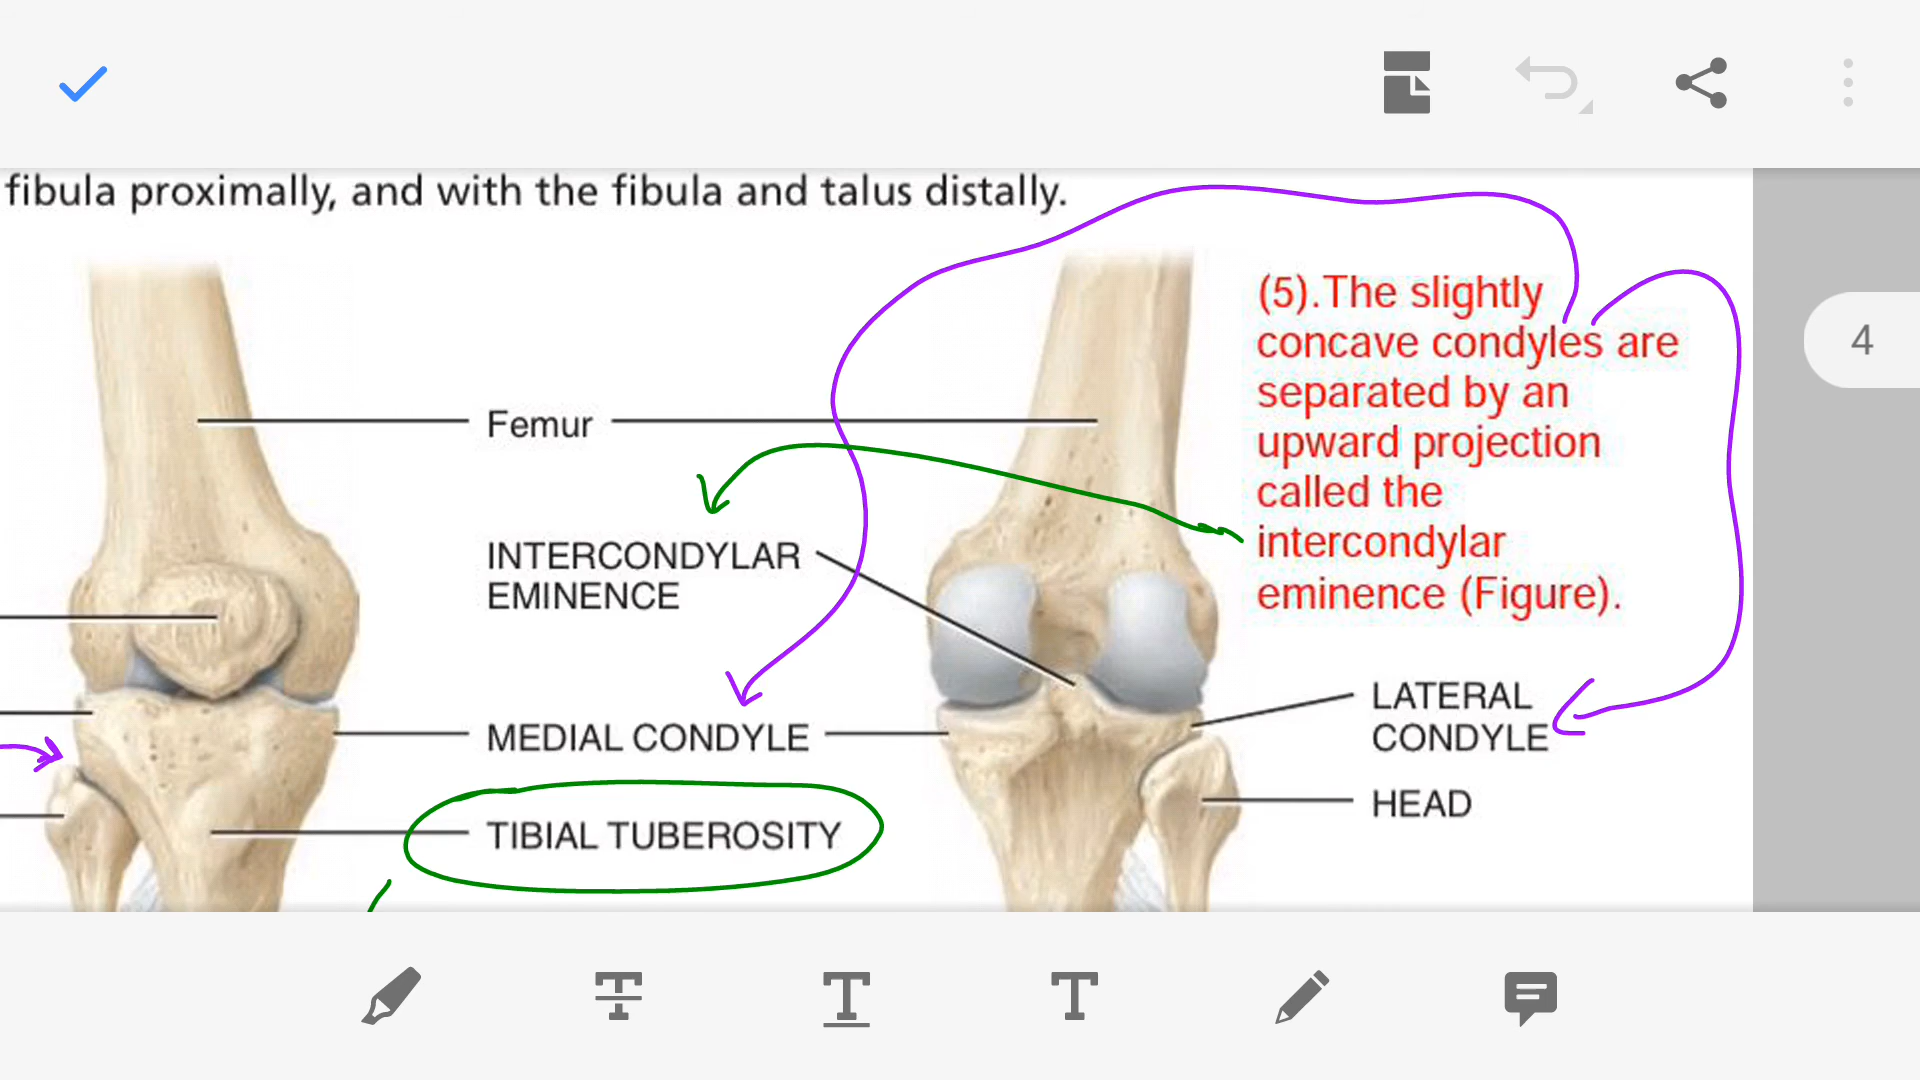 fibula proximally, and with the fibula and talus distally.
(5).The slightly
concave condyles are
separated by an
upward projection
called the
intercondylar
eminence (Figure).
4
Femur
INTERCONDYLAR
EMINENCE
MEDIAL CONDYLE
TIBIAL TUBEROSITY
LATERAL
CONDYLE
HEAD